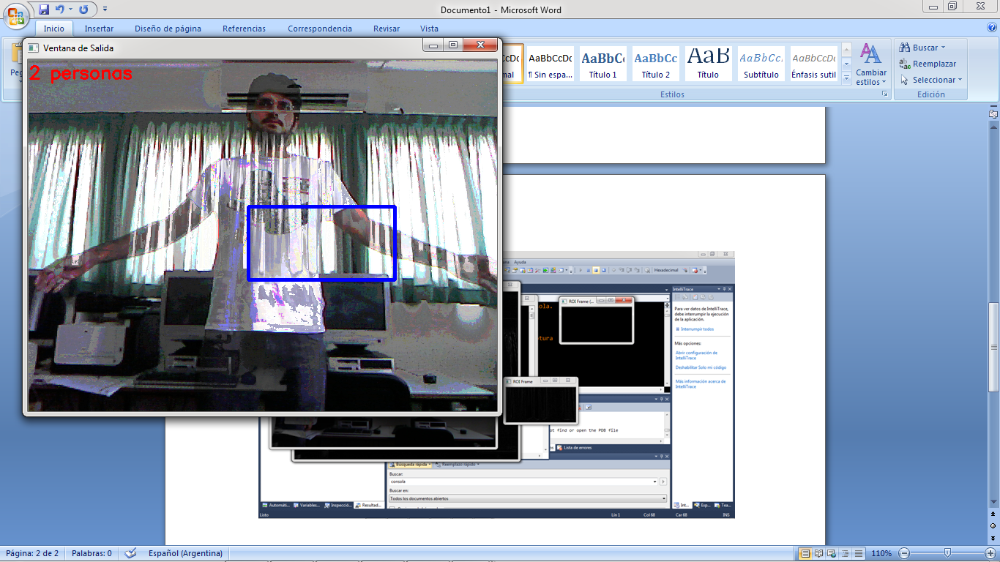 Documento1 - Microsoft Word
Inicio
Insertar
Diseño de página
Referencias
Correspondencia
Revisar
Vista
AaBbCcDc
AaBbCc
AaBbCc
AaB
AaBbCc.
AaBbCcDc
¶ Sin espa...
Título 1
Título 2
Título
Subtítulo
Énfasis sutil
Cambiar
estilos
Estilos
Buscar
Reemplazar
Seleccionar
Edición
Ventana de Salida
2 personas
Ayuda
Hexadecimal
ROI Frame (...
IntelliTrace
Para ver datos de IntelliTrace,
debe interrumpir la ejecución
de la aplicación.
Interrumpir todos
Más opciones:
Abrir configuración de
IntelliTrace
Deshabilitar Solo mi código
Más información acerca de
IntelliTrace
ola.
tura
ROI Frame
ot find or open the PDB file
Lista de errores
Búsqueda rápida
Reemplazo rápido
Buscar:
consola
Buscar en:
Todos los documentos abiertos
Automáti...
Variables...
Inspecció...
Resultad...
Int...
Exp...
Tea...
Listo
Lín 1
Col 68
Car 68
INS
Página: 2 de 2
Palabras: 0
Español (Argentina)
110%